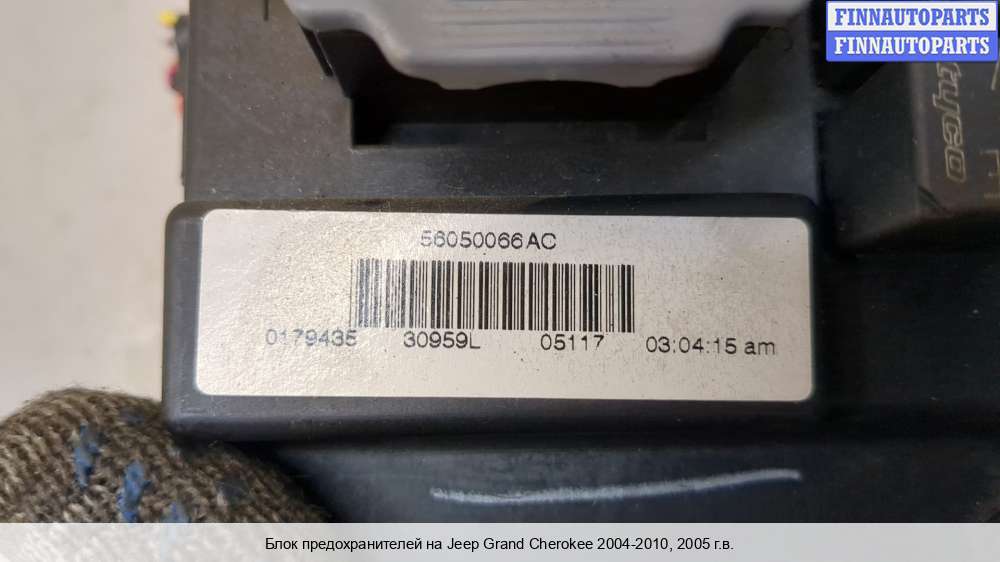 FINNAUTOPARTS
FINNAUTOPARTS
tyco
56050066AC
0179435 30959L 05117 03:04:15 am
Блок предохранителей на Jeep Grand Cherokee 2004-2010, 2005 г.в.